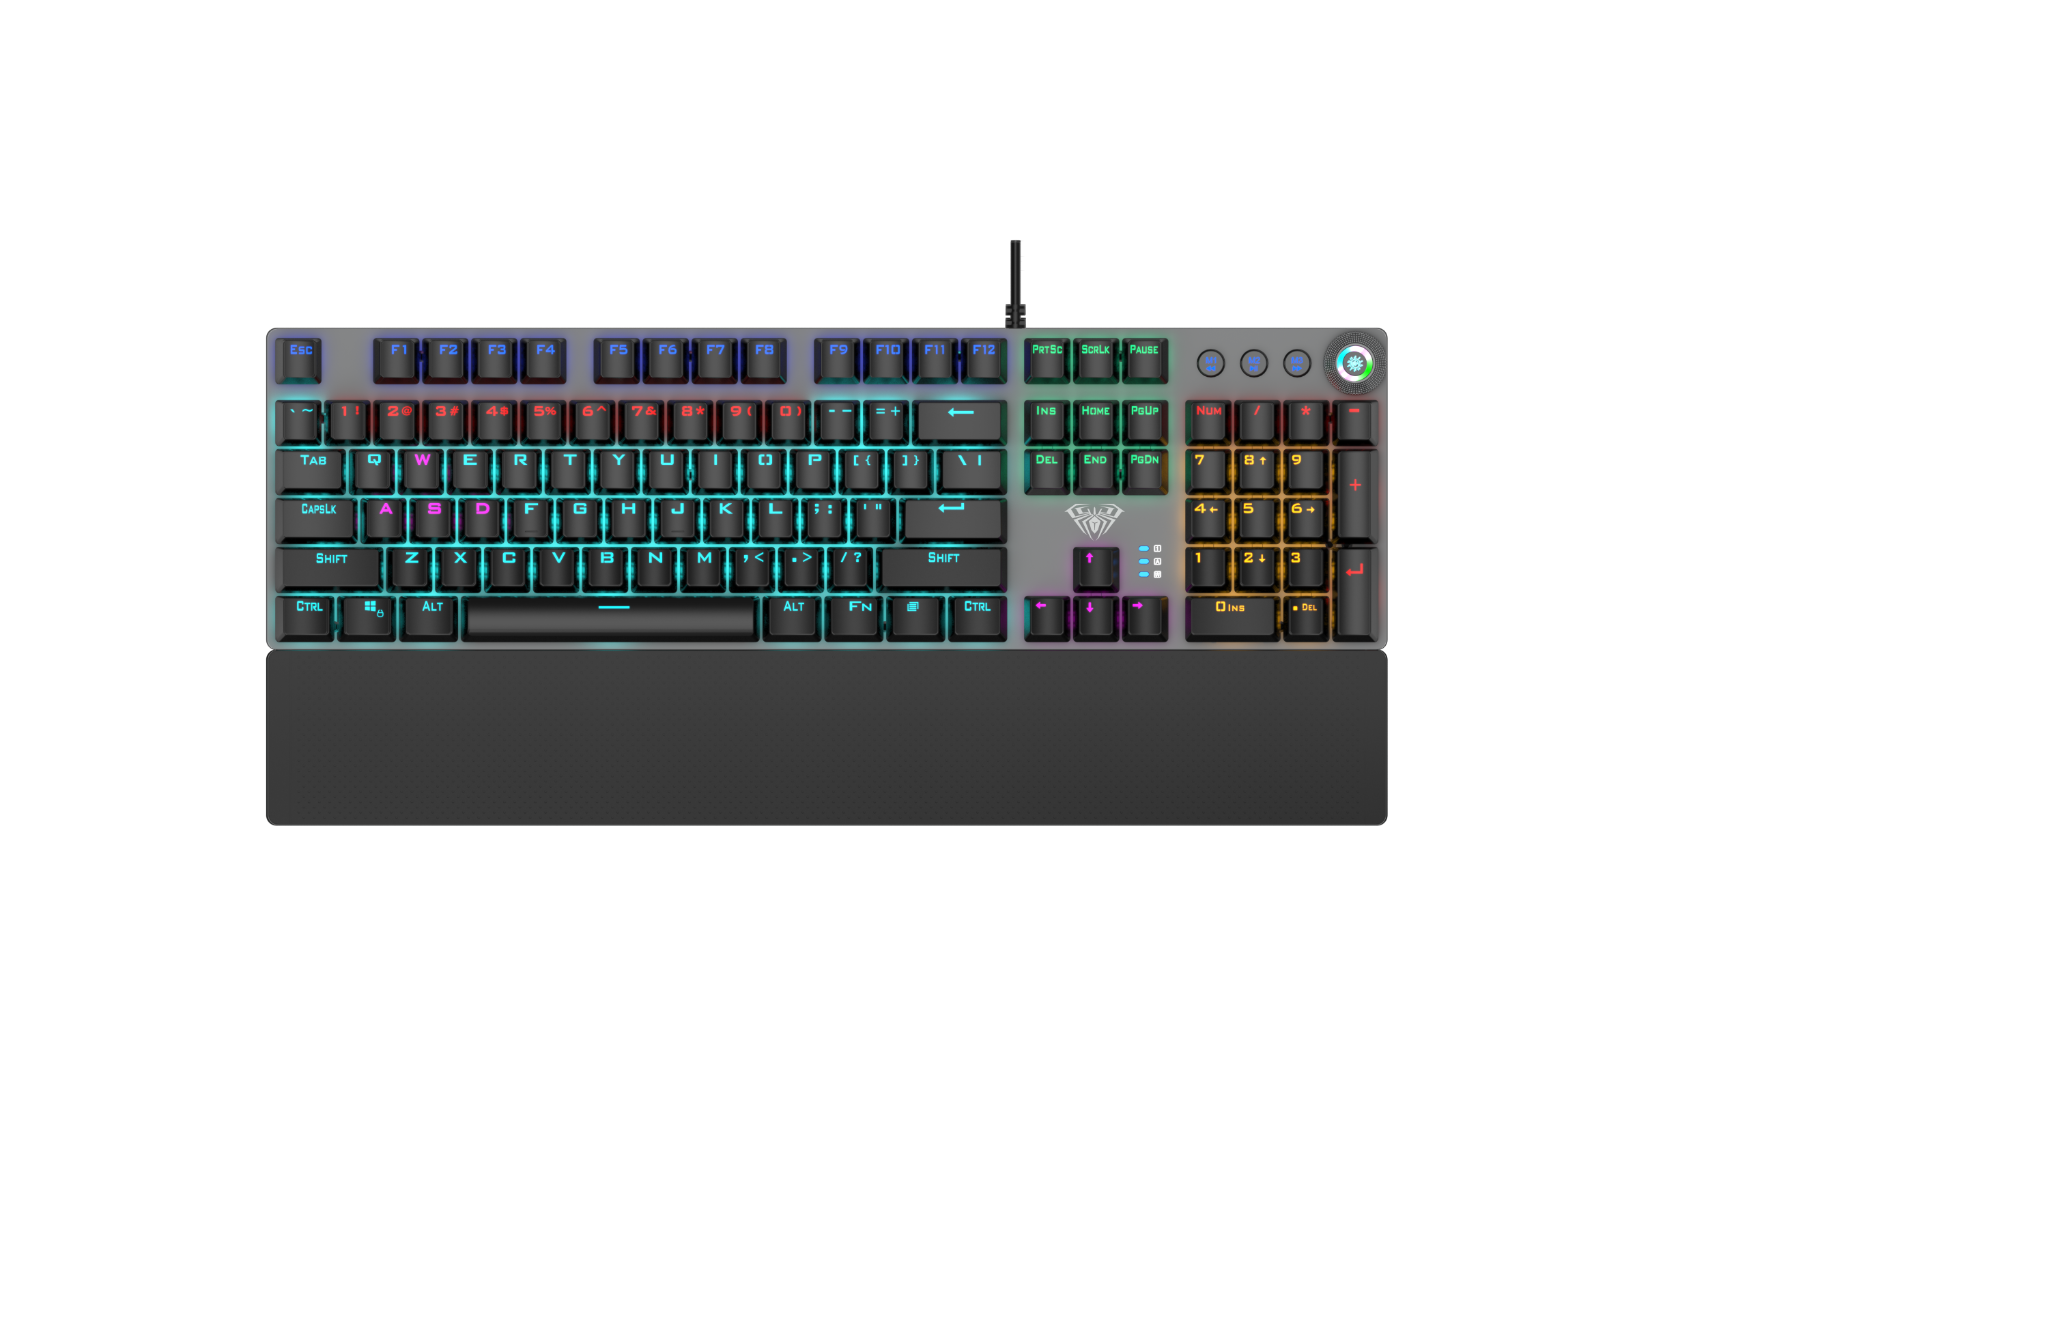 Esc F1 F2 F3 F4 F5 F6 F7 F8 F9 F10 F11 F12 PrtSc ScrLk Pause
` ~ 1 ! 2 @ 3 # 4 $ 5 % 6 ^ 7 & 8 * 9 ( 0 ) - - = + ← Ins Home PgUp Num / * -
Tab Q W E R T Y U I O P [ { ] } \ | Del End PgDn 7 8 ↑ 9 +
CapsLk A S D F G H J K L ; : ' " ↵ 4 ← 5 6 →
Shift Z X C V B N M , < . > / ? Shift ↑ 1 2 ↓ 3 ↵
Ctrl Alt Alt Fn Ctrl ← ↓ → 0 Ins . Del